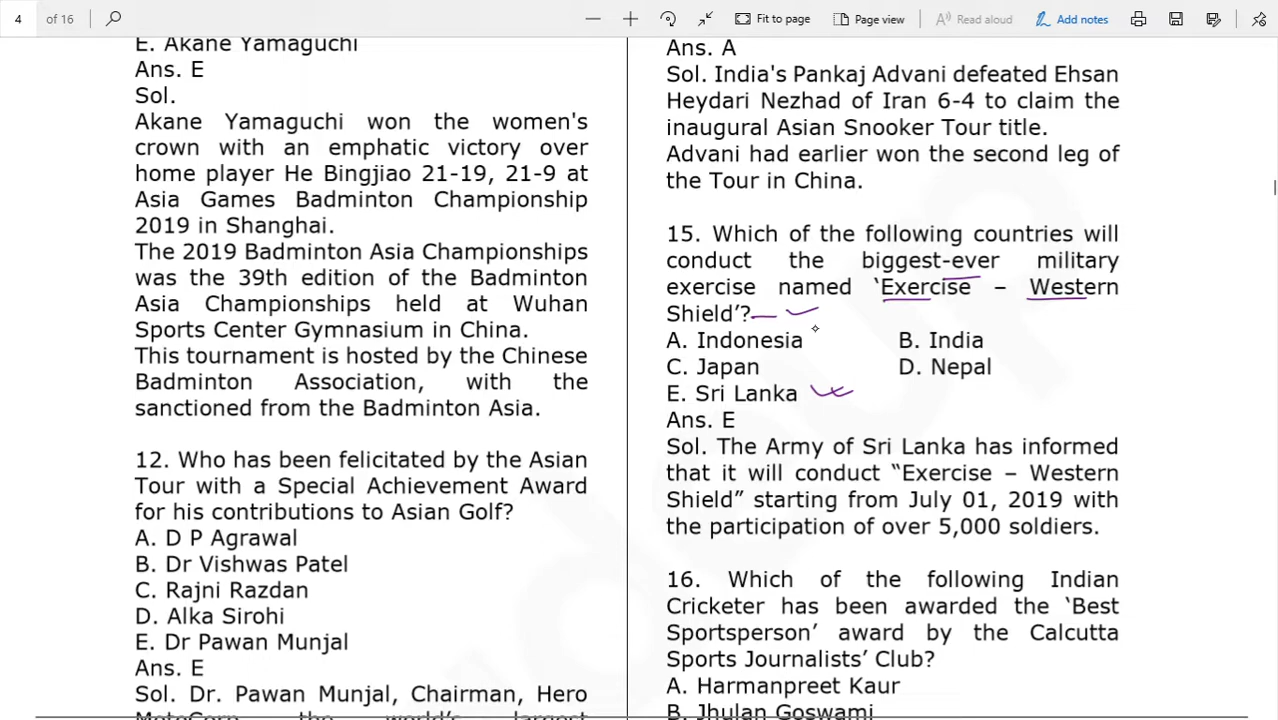 4 of 16
Fit to page
Page view
Read aloud
Add notes
E. Akane Yamaguchi
Ans. E
Sol.
Akane Yamaguchi won the women's
crown with an emphatic victory over
home player He Bingjiao 21-19, 21-9 at
Asia Games Badminton Championship
2019 in Shanghai.
The 2019 Badminton Asia Championships
was the 39th edition of the Badminton
Asia Championships held at Wuhan
Sports Center Gymnasium in China.
This tournament is hosted by the Chinese
Badminton Association, with the
sanctioned from the Badminton Asia.
12. Who has been felicitated by the Asian
Tour with a Special Achievement Award
for his contributions to Asian Golf?
A. D P Agrawal
B. Dr Vishwas Patel
C. Rajni Razdan
D. Alka Sirohi
E. Dr Pawan Munjal
Ans. E
Sol. Dr. Pawan Munjal, Chairman, Hero
MotoCorp, the world's largest
Ans. A
Sol. India's Pankaj Advani defeated Ehsan
Heydari Nezhad of Iran 6-4 to claim the
inaugural Asian Snooker Tour title.
Advani had earlier won the second leg of
the Tour in China.
15. Which of the following countries will
conduct the biggest-ever military
exercise named ‘Exercise – Western
Shield’?
A. Indonesia B. India
C. Japan D. Nepal
E. Sri Lanka
Ans. E
Sol. The Army of Sri Lanka has informed
that it will conduct “Exercise – Western
Shield” starting from July 01, 2019 with
the participation of over 5,000 soldiers.
16. Which of the following Indian
Cricketer has been awarded the ‘Best
Sportsperson’ award by the Calcutta
Sports Journalists’ Club?
A. Harmanpreet Kaur
B. Jhulan Goswami